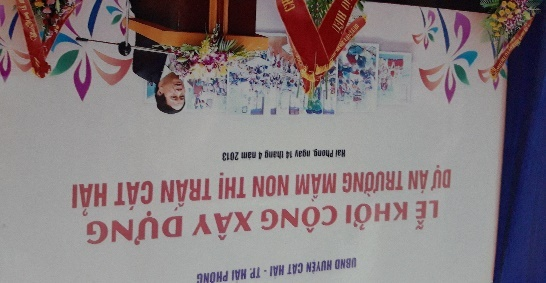 UBND HUYỆN CÁT HẢI - TP. HẢI PHÒNG
LỄ KHỞI CÔNG XÂY DỰNG
DỰ ÁN TRƯỜNG MẦM NON THỊ TRẤN CÁT HẢI
Hải Phòng, ngày 14 tháng 4 năm 2013